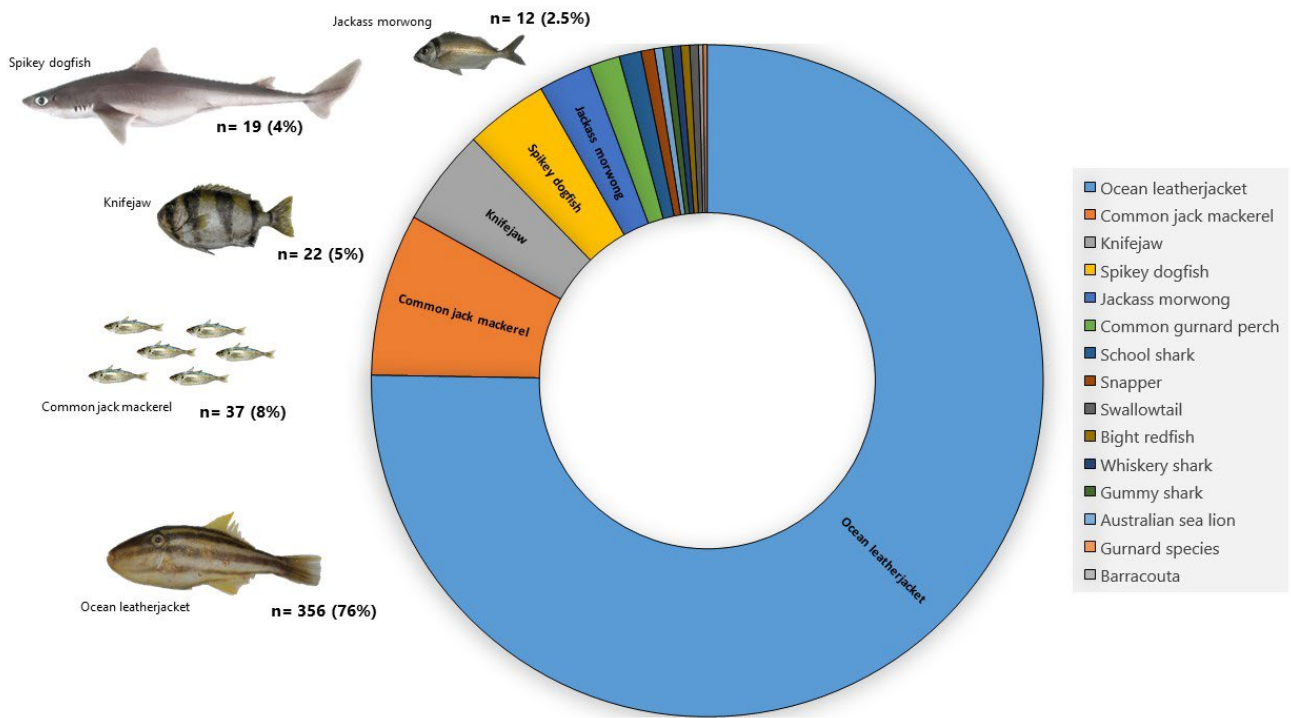 Jackass morwong
n= 12 (2.5%)
Spikey dogfish
n= 19 (4%)
Knifejaw
n= 22 (5%)
Common jack mackerel
n= 37 (8%)
Ocean leatherjacket
n= 356 (76%)
Jackass morwong
Spikey dogfish
Knifejaw
Common jack mackerel
Ocean leatherjacket
Ocean leatherjacket
Common jack mackerel
Knifejaw
Spikey dogfish
Jackass morwong
Common gurnard perch
School shark
Snapper
Swallowtail
Bight redfish
Whiskery shark
Gummy shark
Australian sea lion
Gurnard species
Barracouta